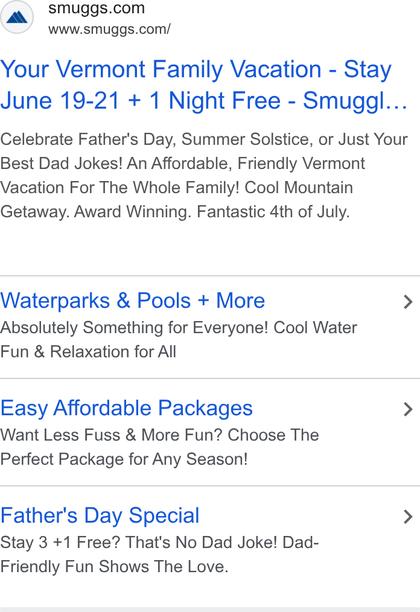 smuggs.com
www.smuggs.com/
Your Vermont Family Vacation - Stay
June 19-21 + 1 Night Free - Smuggl...
Celebrate Father's Day, Summer Solstice, or Just Your
Best Dad Jokes! An Affordable, Friendly Vermont
Vacation For The Whole Family! Cool Mountain
Getaway. Award Winning. Fantastic 4th of July.
Waterparks & Pools + More
Absolutely Something for Everyone! Cool Water
Fun & Relaxation for All
Easy Affordable Packages
Want Less Fuss & More Fun? Choose The
Perfect Package for Any Season!
Father's Day Special
Stay 3 +1 Free? That's No Dad Joke! Dad-
Friendly Fun Shows The Love.